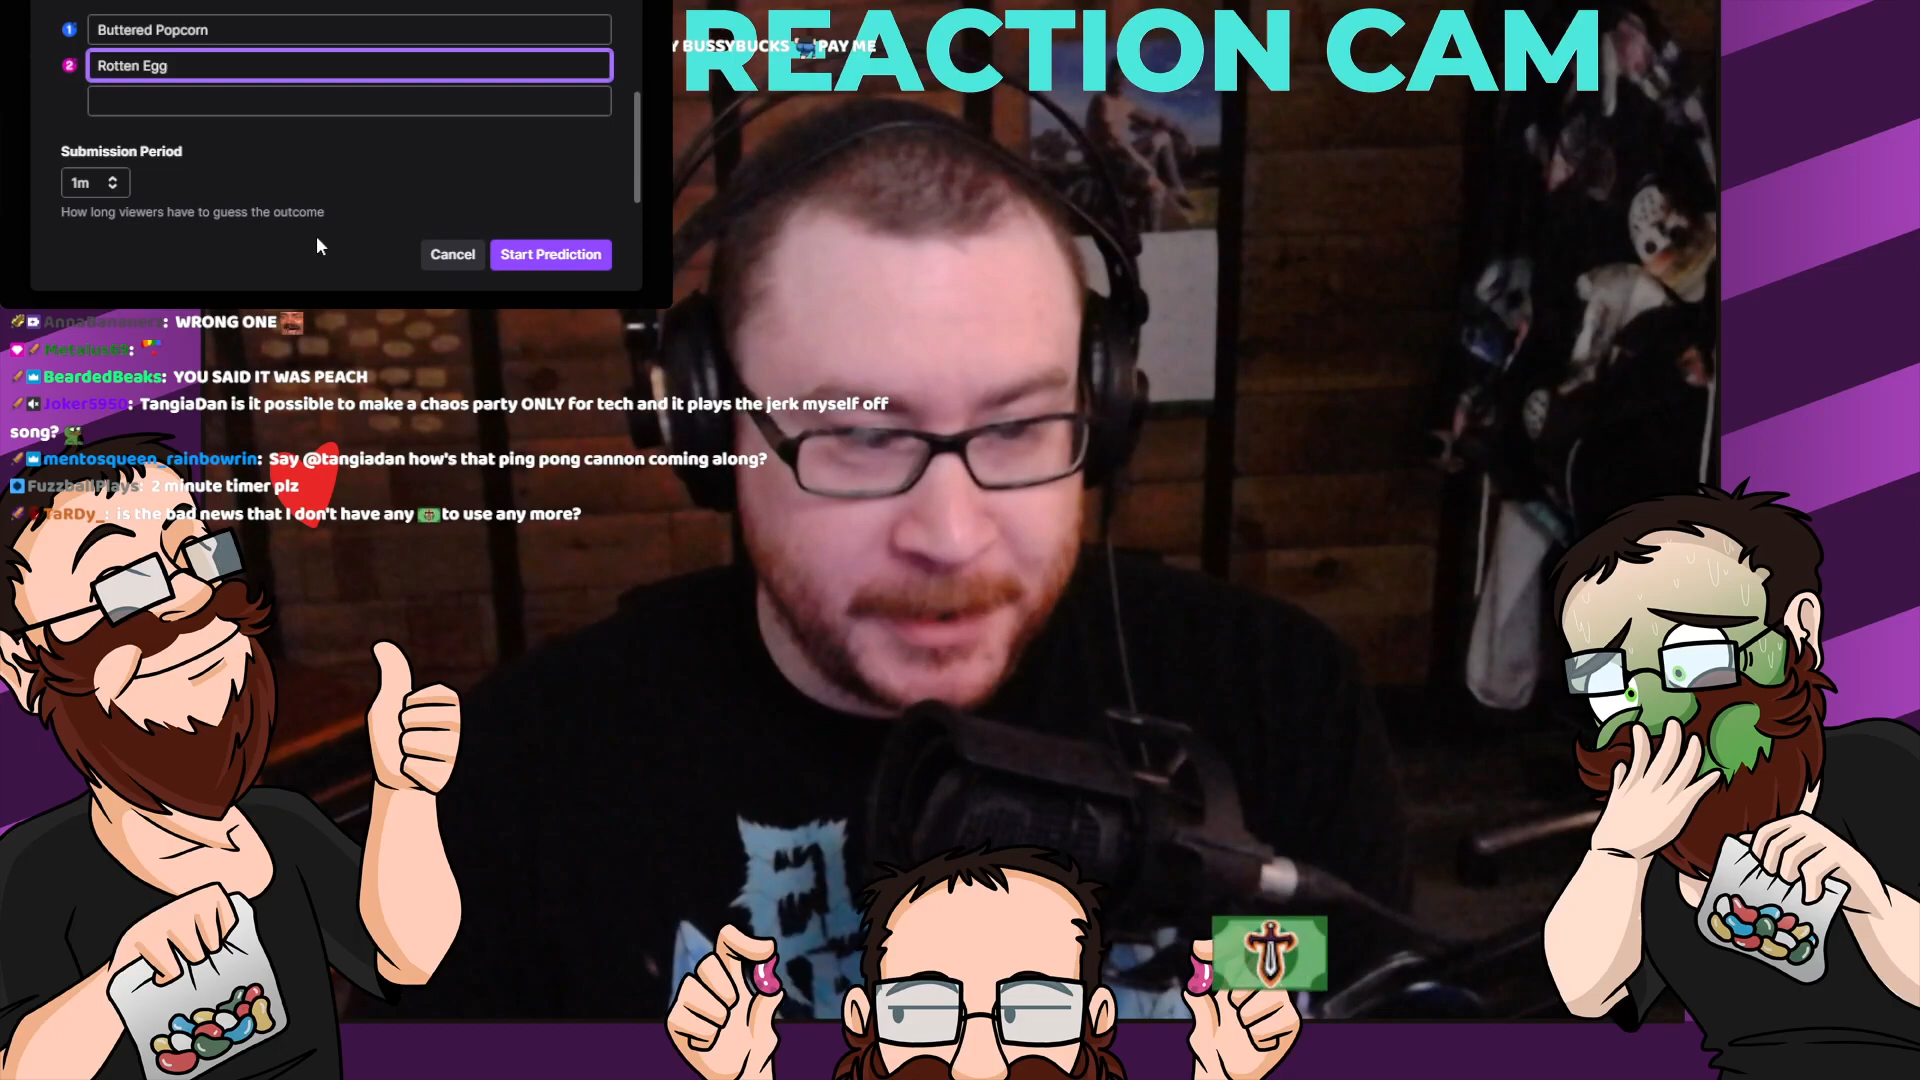 Buttered Popcorn
Rotten Egg
Submission Period
1m
How long viewers have to guess the outcome
Cancel
Start Prediction
REACTION CAM
BUSSYBUCKS PAY ME
WRONG ONE
BeardedBeaks: YOU SAID IT WAS PEACH
Joker5950: TangiaDan is it possible to make a chaos party ONLY for tech and it plays the jerk myself off
song?
mentosqueen_rainbowrin: Say @tangiadan how's that ping pong cannon coming along?
FuzzballPlays: 2 minute timer plz
TaRDy_: is the bad news that I don't have any to use any more?